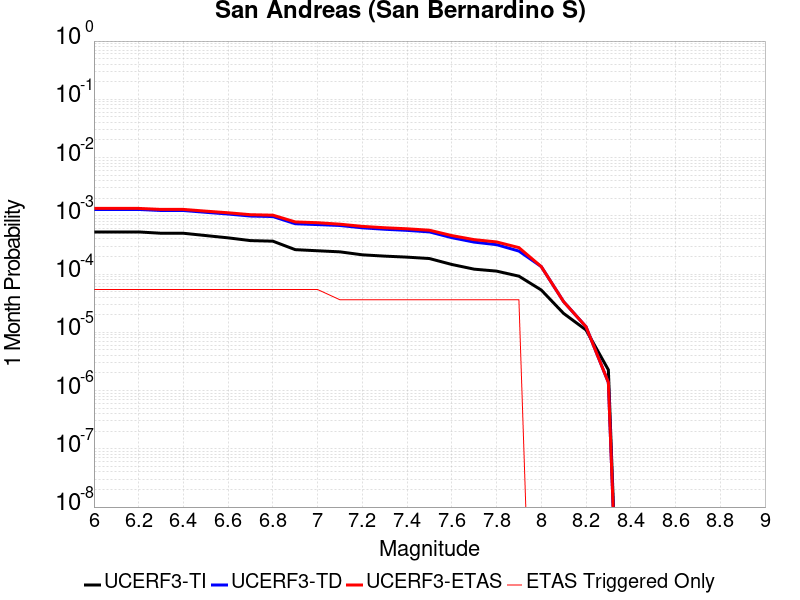 San Andreas (San Bernardino S)
10^0
10^-1
10^-2
10^-3
10^-4
10^-5
10^-6
10^-7
10^-8
1 Month Probability
6 6.2 6.4 6.6 6.8 7 7.2 7.4 7.6 7.8 8 8.2 8.4 8.6 8.8 9
Magnitude
UCERF3-TI UCERF3-TD UCERF3-ETAS ETAS Triggered Only